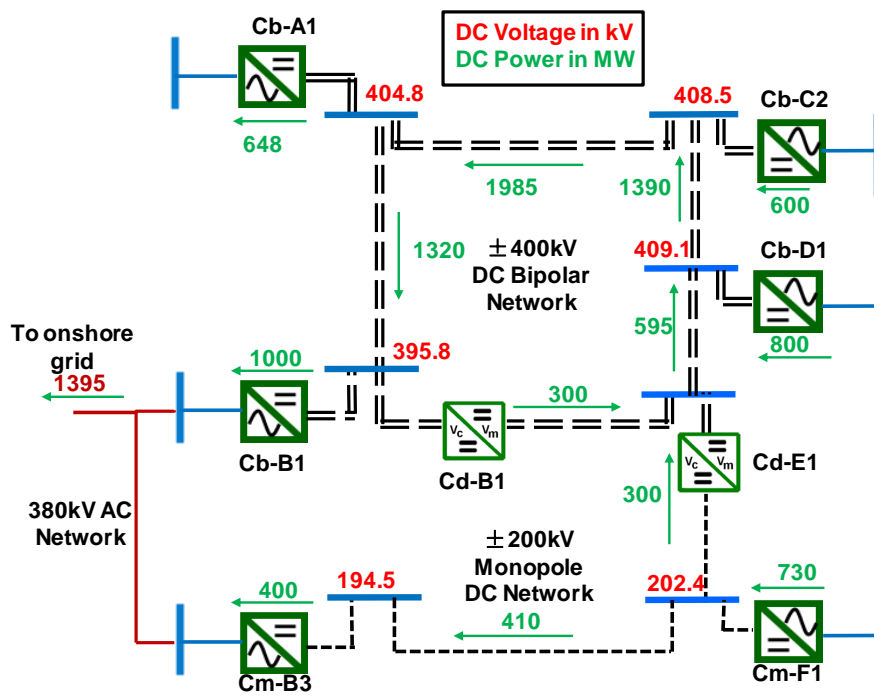 Cb-A1
DC Voltage in kV
DC Power in MW
404.8
408.5
Cb-C2
648
1985
1390
600
1320
±400kV
DC Bipolar
Network
409.1
Cb-D1
To onshore
grid
1395
1000
395.8
595
800
300
Vc
Vm
Cb-B1
Cd-B1
Vc
Vm
Cd-E1
300
380kV AC
Network
±200kV
Monopole
DC Network
194.5
202.4
730
400
410
Cm-B3
Cm-F1